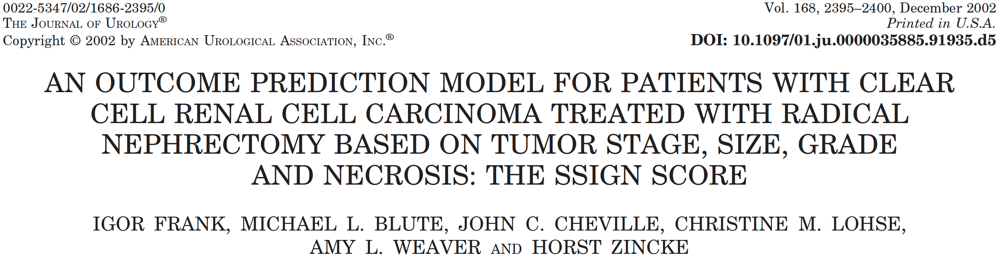 0022-5347/02/1686-2395/0
Vol. 168, 2395–2400, December 2002
THE JOURNAL OF UROLOGY®
Printed in U.S.A.
Copyright © 2002 by AMERICAN UROLOGICAL ASSOCIATION, INC.®
DOI: 10.1097/01.ju.0000035885.91935.d5
AN OUTCOME PREDICTION MODEL FOR PATIENTS WITH CLEAR
CELL RENAL CELL CARCINOMA TREATED WITH RADICAL
NEPHRECTOMY BASED ON TUMOR STAGE, SIZE, GRADE
AND NECROSIS: THE SSIGN SCORE
IGOR FRANK, MICHAEL L. BLUTE, JOHN C. CHEVILLE, CHRISTINE M. LOHSE,
AMY L. WEAVER AND HORST ZINCKE